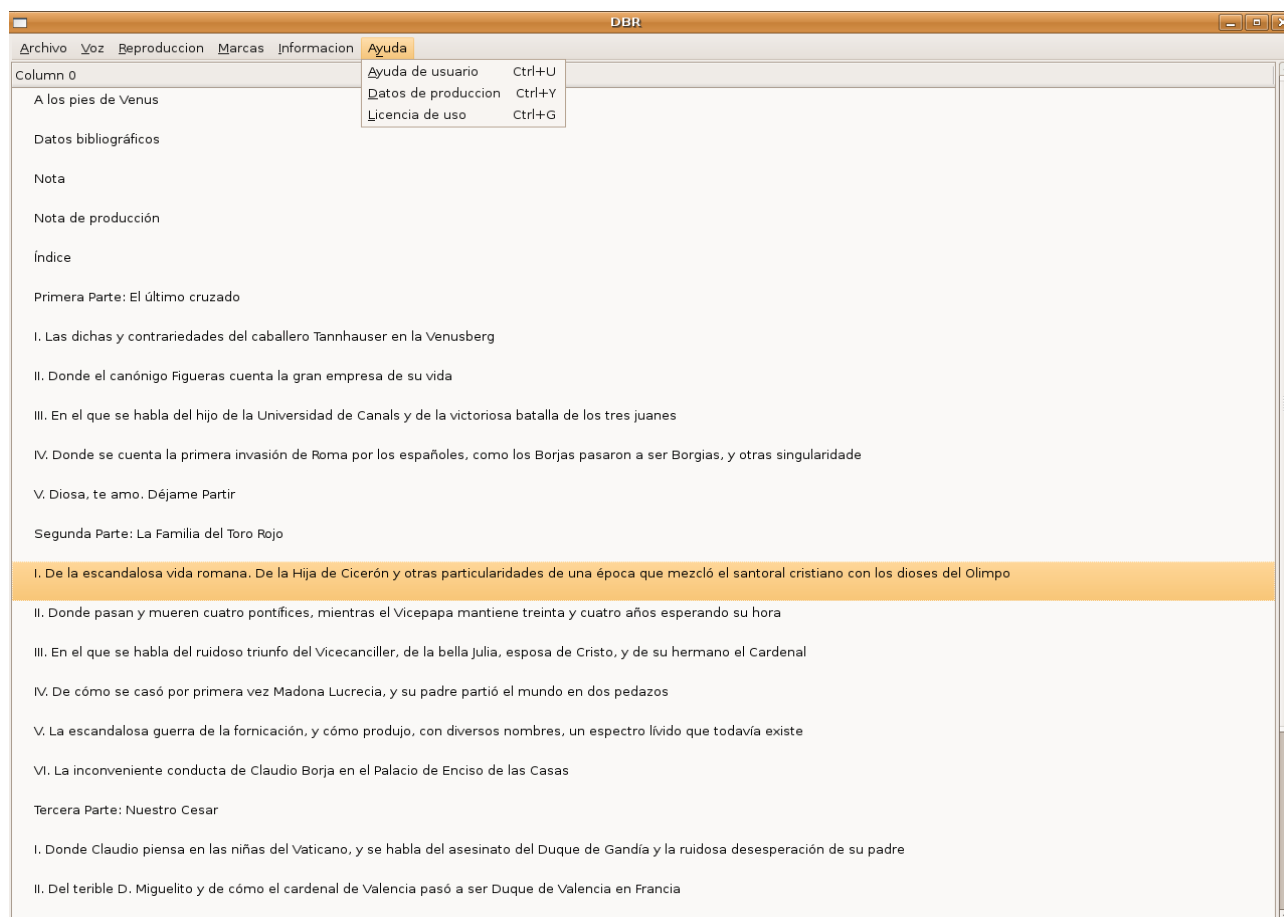 DBR
Archivo Voz Reproduccion Marcas Informacion Ayuda
Ayuda de usuario Ctrl+U
Datos de produccion Ctrl+Y
Licencia de uso Ctrl+G
Column 0
A los pies de Venus
Datos bibliográficos
Nota
Nota de producción
Índice
Primera Parte: El último cruzado
I. Las dichas y contrariedades del caballero Tannhauser en la Venusberg
II. Donde el canónigo Figueras cuenta la gran empresa de su vida
III. En el que se habla del hijo de la Universidad de Canals y de la victoriosa batalla de los tres juanes
IV. Donde se cuenta la primera invasión de Roma por los españoles, como los Borjas pasaron a ser Borgias, y otras singularidade
V. Diosa, te amo. Déjame Partir
Segunda Parte: La Familia del Toro Rojo
I. De la escandalosa vida romana. De la Hija de Cicerón y otras particularidades de una época que mezcló el santoral cristiano con los dioses del Olimpo
II. Donde pasan y mueren cuatro pontífices, mientras el Vicepapa mantiene treinta y cuatro años esperando su hora
III. En el que se habla del ruidoso triunfo del Vicecanciller, de la bella Julia, esposa de Cristo, y de su hermano el Cardenal
IV. De cómo se casó por primera vez Madona Lucrecia, y su padre partió el mundo en dos pedazos
V. La escandalosa guerra de la fornicación, y cómo produjo, con diversos nombres, un espectro lívido que todavía existe
VI. La inconveniente conducta de Claudio Borja en el Palacio de Enciso de las Casas
Tercera Parte: Nuestro Cesar
I. Donde Claudio piensa en las niñas del Vaticano, y se habla del asesinato del Duque de Gandía y la ruidosa desesperación de su padre
II. Del terible D. Miguelito y de cómo el cardenal de Valencia pasó a ser Duque de Valencia en Francia